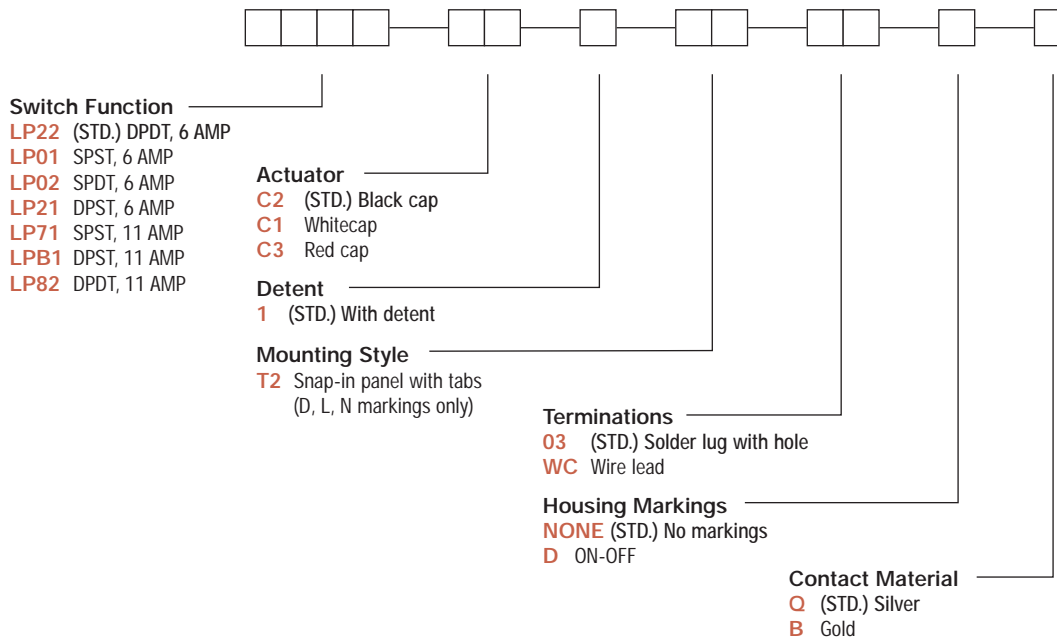 Switch Function
LP22 (STD.) DPDT, 6 AMP
LP01 SPST, 6 AMP
LP02 SPDT, 6 AMP
LP21 DPST, 6 AMP
LP71 SPST, 11 AMP
LPB1 DPST, 11 AMP
LP82 DPDT, 11 AMP
Actuator
C2 (STD.) Black cap
C1 Whitecap
C3 Red cap
Detent
1 (STD.) With detent
Mounting Style
T2 Snap-in panel with tabs
(D, L, N markings only)
Terminations
03 (STD.) Solder lug with hole
WC Wire lead
Housing Markings
NONE (STD.) No markings
D ON-OFF
Contact Material
Q (STD.) Silver
B Gold